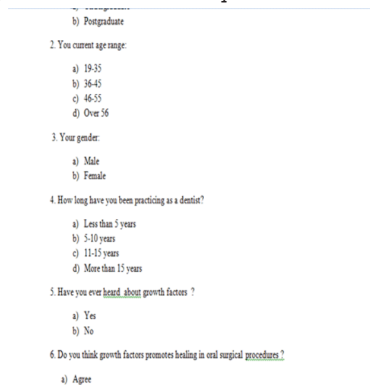 b) Postgraduate
2. You current age range:
a) 19-35
b) 36-45
c) 46-55
d) Over 56
3. Your gender:
a) Male
b) Female
4. How long have you been practicing as a dentist?
a) Less than 5 years
b) 5-10 years
c) 11-15 years
d) More than 15 years
5. Have you ever heard about growth factors ?
a) Yes
b) No
6. Do you think growth factors promotes healing in oral surgical procedures ?
a) Agree